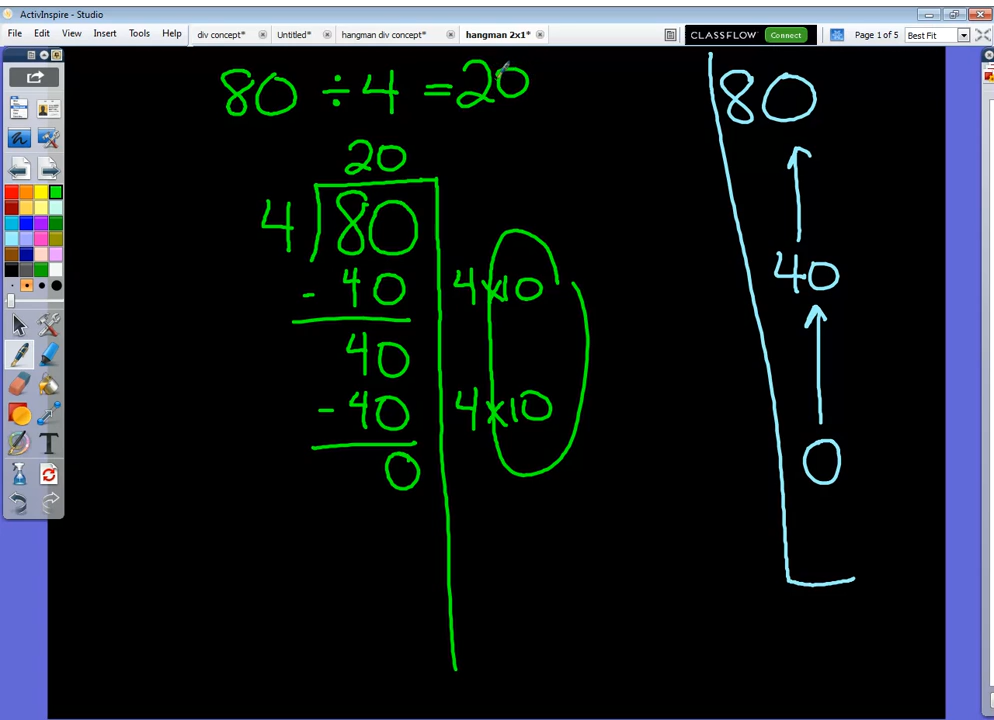 ActivInspire - Studio
File Edit View Insert Tools Help div concept* Untitled* hangman div concept* hangman 2x1* CLASSFLOW Connect Page 1 of 5 Best Fit
80 ÷ 4 = 20
20
4 80
- 40 4x10
40
- 40 4x10
0
80
40
0